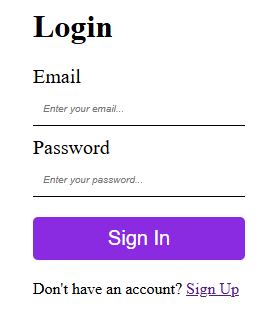 Login
Email
Enter your email...
Password
Enter your password...
Sign In
Don't have an account? Sign Up